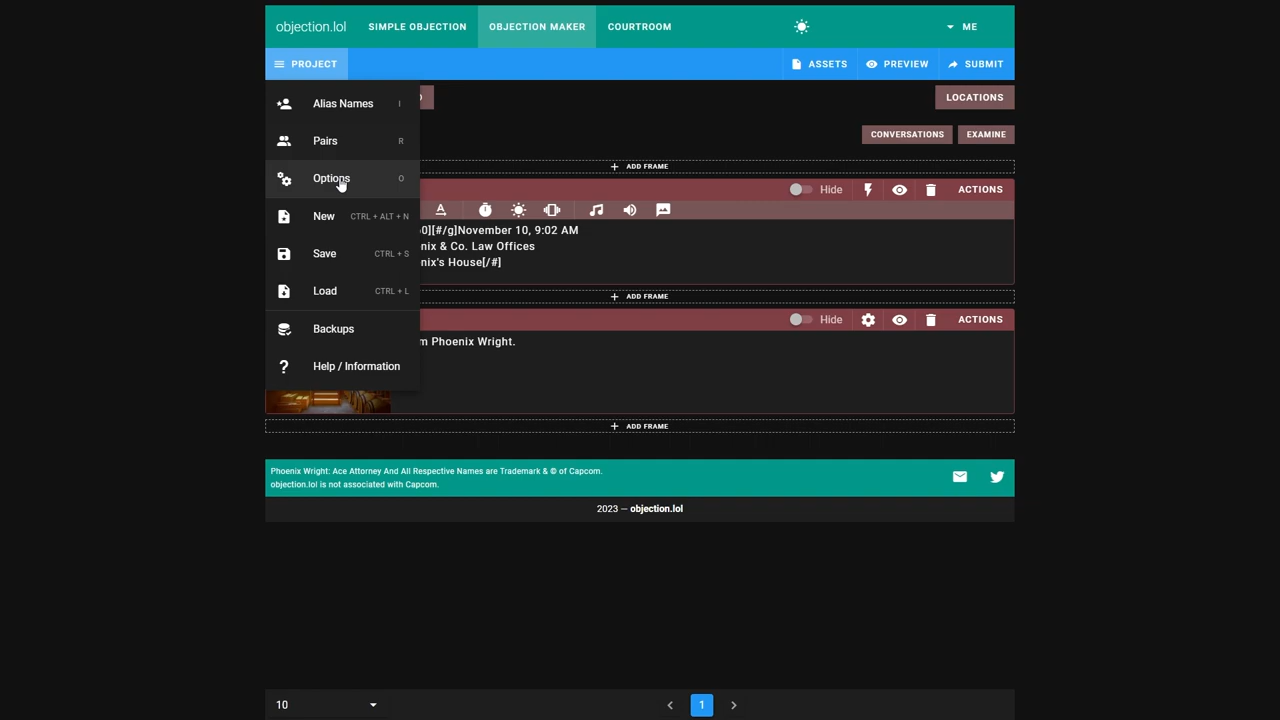 objection.lol SIMPLE OBJECTION OBJECTION MAKER COURTROOM ME
PROJECT ASSETS PREVIEW SUBMIT
Alias Names I
LOCATIONS
Pairs R
CONVERSATIONS EXAMINE
Options O
ADD FRAME
Hide ACTIONS
New CTRL + ALT + N
0][#/g]November 10, 9:02 AM
nix & Co. Law Offices
nix's House[/#]
Save CTRL + S
Load CTRL + L
ADD FRAME
Hide ACTIONS
Backups
m Phoenix Wright.
Help / Information
ADD FRAME
Phoenix Wright: Ace Attorney And All Respective Names are Trademark & © of Capcom.
objection.lol is not associated with Capcom.
2023 — objection.lol
10 1